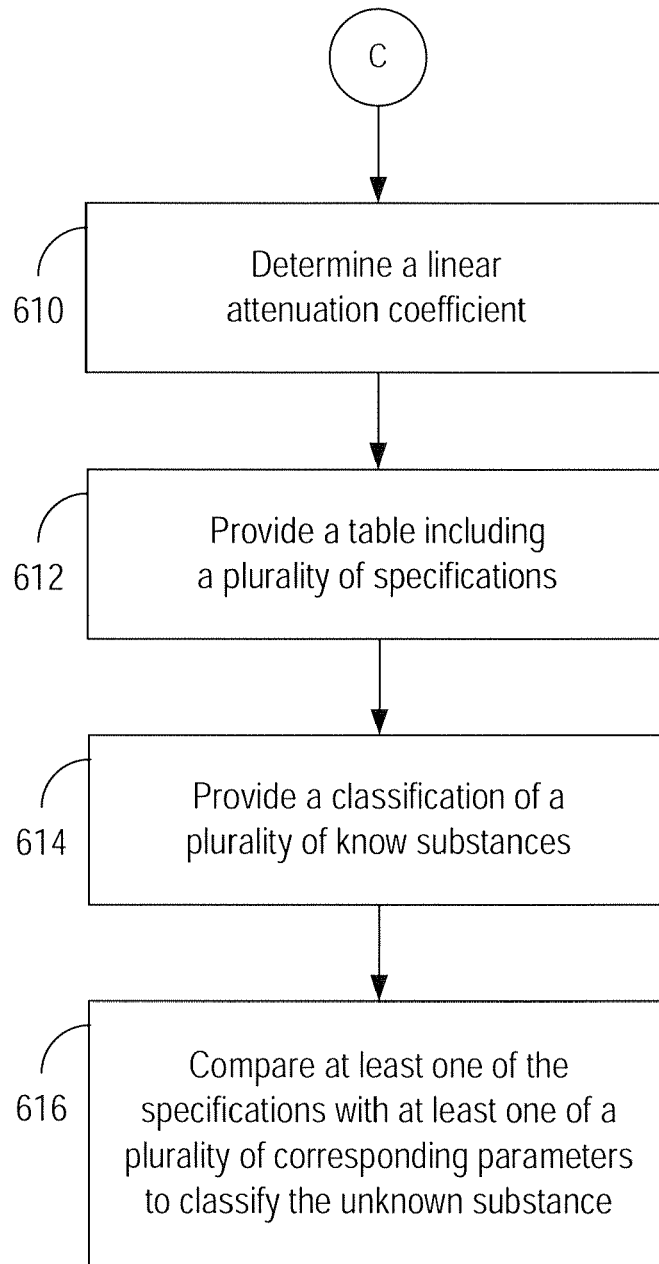 C
610
Determine a linear
attenuation coefficient
612
Provide a table including
a plurality of specifications
614
Provide a classification of a
plurality of know substances
616
Compare at least one of the
specifications with at least one of a
plurality of corresponding parameters
to classify the unknown substance